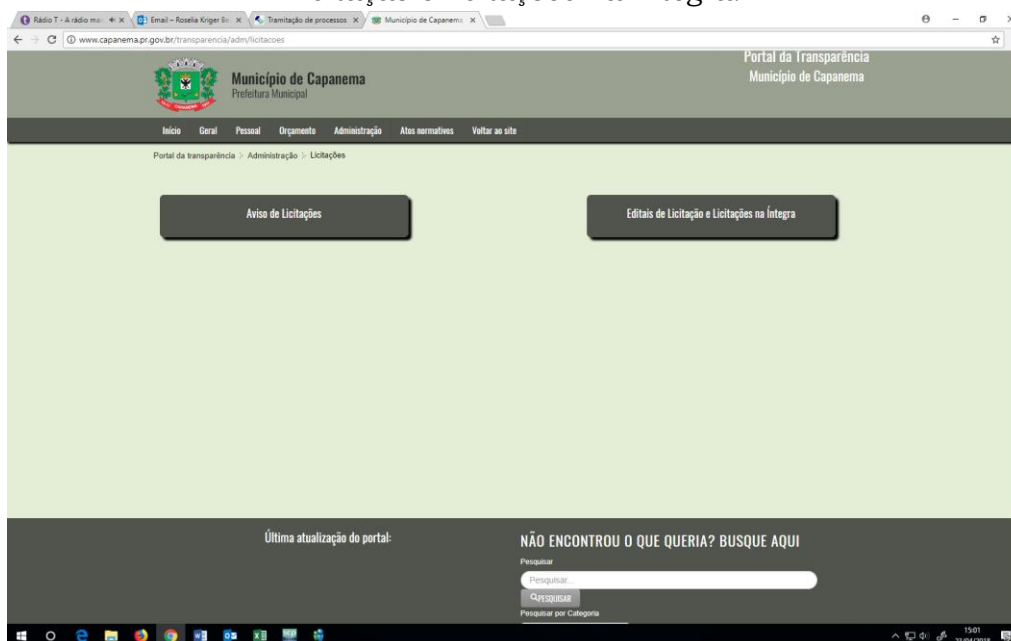 Rádio T - A rádio ma
Email – Roselia Kriger Be
Tramitação de processos
Município de Capanema
www.capanema.pr.gov.br/transparencia/adm/licitacoes
Portal da Transparência
Município de Capanema
Município de Capanema
Prefeitura Municipal
Início Geral Pessoal Orçamento Administração Atos normativos Voltar ao site
Portal da transparência > Administração > Licitações
Aviso de Licitações
Editais de Licitação e Licitações na Íntegra
Última atualização do portal:
NÃO ENCONTROU O QUE QUERIA? BUSQUE AQUI
Pesquisar
Pesquisar...
PESQUISAR
Pesquisar por Categoria
15:01